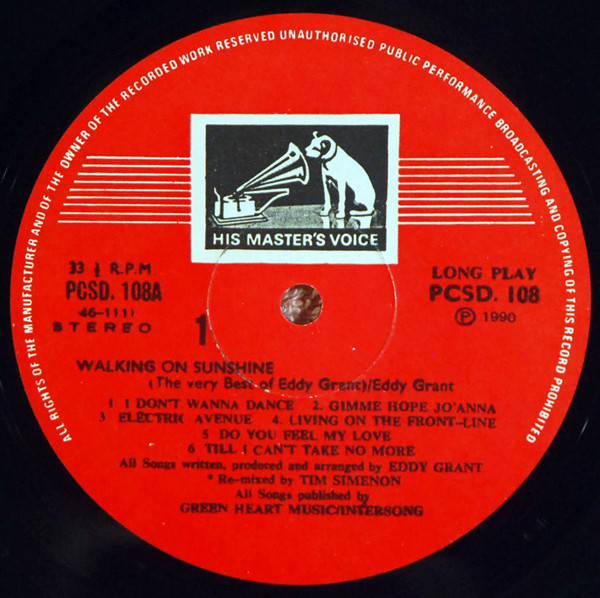 ALL RIGHTS OF THE MANUFACTURER AND OF THE OWNER OF THE RECORDED WORK RESERVED UNAUTHORISED PUBLIC PERFORMANCE BROADCASTING AND COPYING OF THIS RECORD PROHIBITED
HIS MASTER'S VOICE
33 ⅓ R.P.M
PCSD. 108A
46-1111
STEREO
1
LONG PLAY
PCSD. 108
Ⓟ 1990
WALKING ON SUNSHINE
(The very Best of Eddy Grant)/Eddy Grant
1 I DON'T WANNA DANCE 2. GIMME HOPE JO'ANNA
3 ELECTRIC AVENUE 4. LIVING ON THE FRONT-LINE
5 DO YOU FEEL MY LOVE
6 TILL I CAN'T TAKE NO MORE
All Songs written, produced and arranged by EDDY GRANT
* Re-mixed by TIM SIMENON
All Songs published by
GREEN HEART MUSIC/INTERSONG